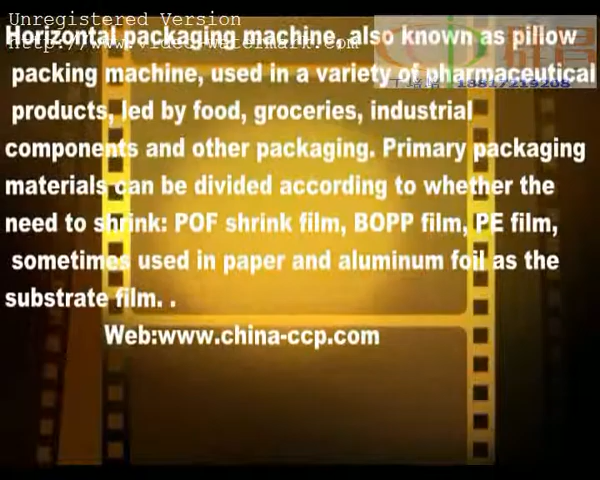 Unregistered Version
Horizontal packaging machine, also known as pillow
http://www.video-watermark.com
packing machine, used in a variety of pharmaceutical
13817219208
products, led by food, groceries, industrial
components and other packaging. Primary packaging
materials can be divided according to whether the
need to shrink: POF shrink film, BOPP film, PE film,
sometimes used in paper and aluminum foil as the
substrate film. .
Web:www.china-ccp.com